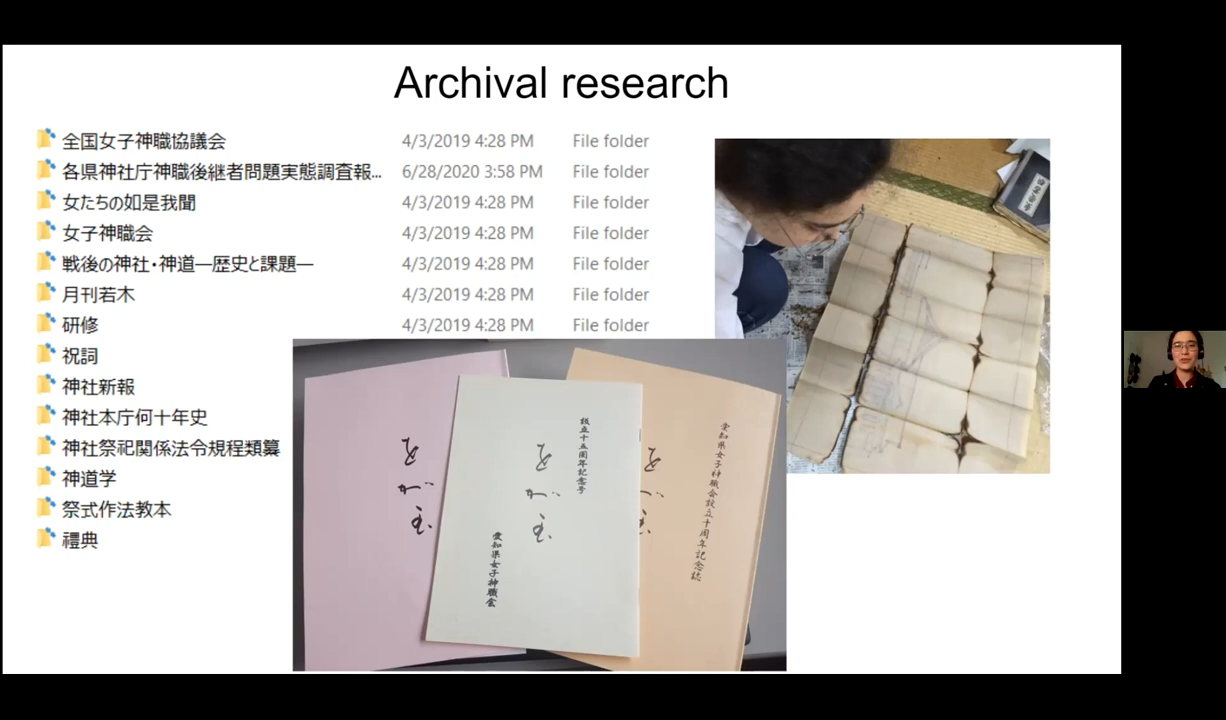 Archival research
全国女子神職協議会 4/3/2019 4:28 PM File folder
各県神社庁神職後継者問題実態調査報... 6/28/2020 3:58 PM File folder
女たちの如是我聞 4/3/2019 4:28 PM File folder
女子神職会 4/3/2019 4:28 PM File folder
戦後の神社・神道―歴史と課題― 4/3/2019 4:28 PM File folder
月刊若木 4/3/2019 4:28 PM File folder
研修 4/3/2019 4:28 PM File folder
祝詞
神社新報
神社本庁何十年史
神社祭祀関係法令規程類纂
神道学
祭式作法教本
禮典
をがみ
設立十五周年記念号
をがみ
愛知県女子神職会
愛知県女子神職会設立十周年記念誌